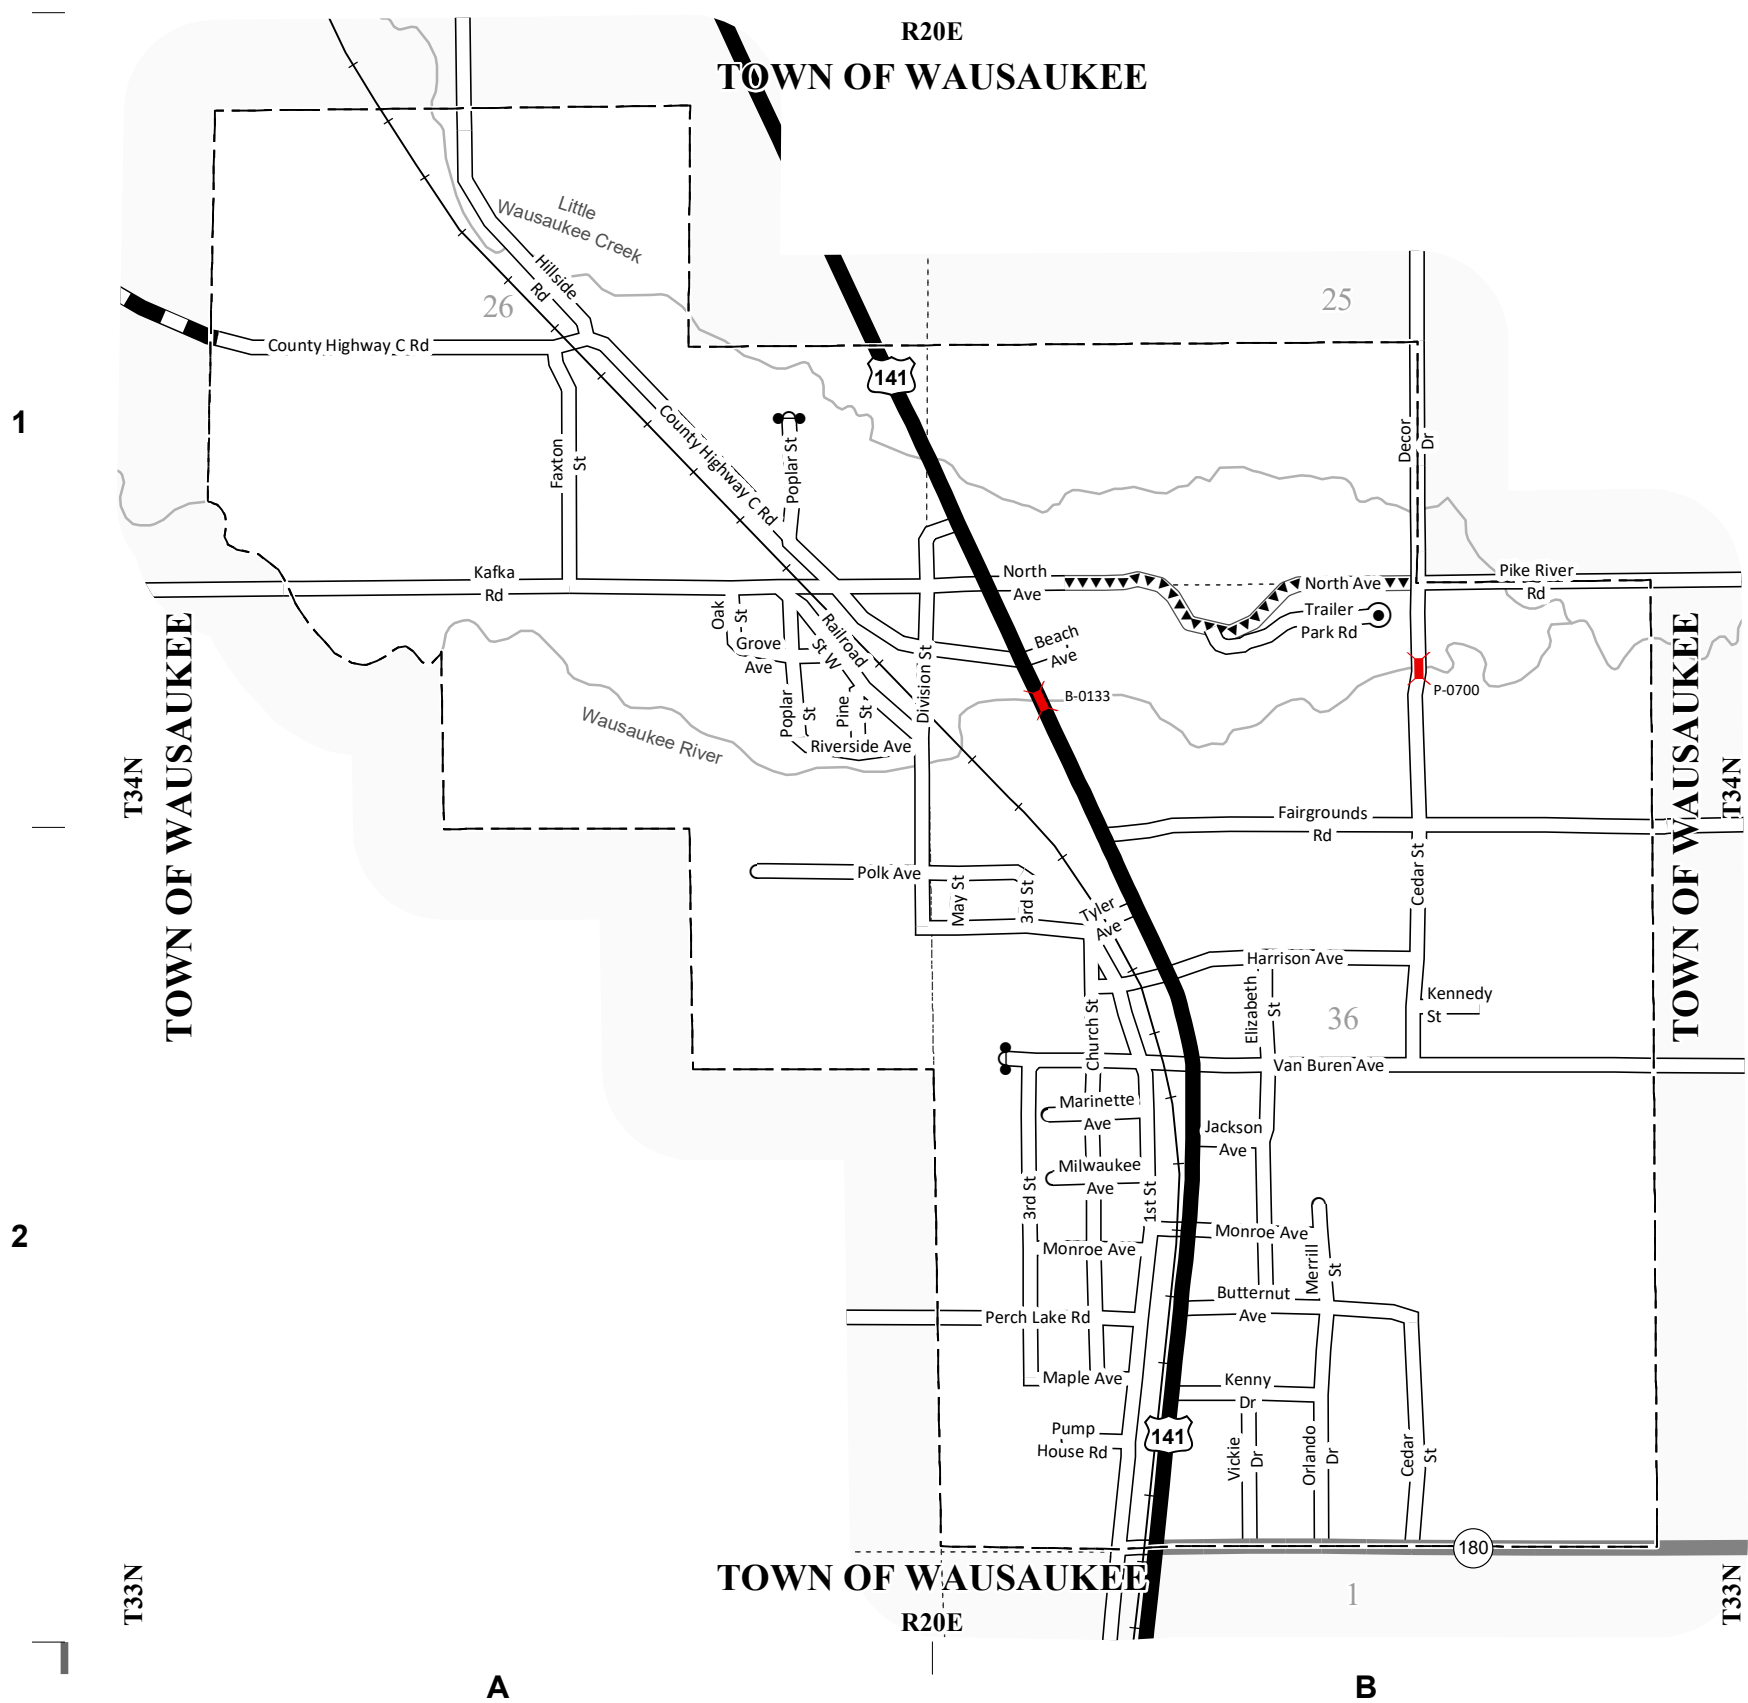 R20E
TOWN OF WAUSAUKEE
Little
Wausaukee Creek
Hillside
Rd
26
25
County Highway C Rd
141
1
County Highway C Rd
Poplar St
Faxton
St
Decor
Dr
Kafka
Rd
North
Ave
North Ave
Pike River
Rd
Trailer
Park Rd
Oak
St
Grove
Ave
Railroad
St W
Beach
Ave
Division St
B-0133
P-0700
Poplar
St
Pine
St
Riverside Ave
Wausaukee River
T34N
TOWN OF WAUSAUKEE
TOWN OF WAUSAUKEE
T34N
Fairgrounds
Rd
Cedar St
Polk Ave
May St
3rd St
Tyler
Ave
Harrison Ave
Elizabeth
St
Kennedy
St
36
Church St
Van Buren Ave
Marinette
Ave
Jackson
Ave
Milwaukee
Ave
3rd St
1st St
2
Monroe Ave
Monroe Ave
Merrill
St
Butternut
Ave
Perch Lake Rd
Maple Ave
Kenny
Dr
Pump
House Rd
141
Vickie
Dr
Orlando
Dr
Cedar
St
180
T33N
TOWN OF WAUSAUKEE
R20E
1
T33N
A
B